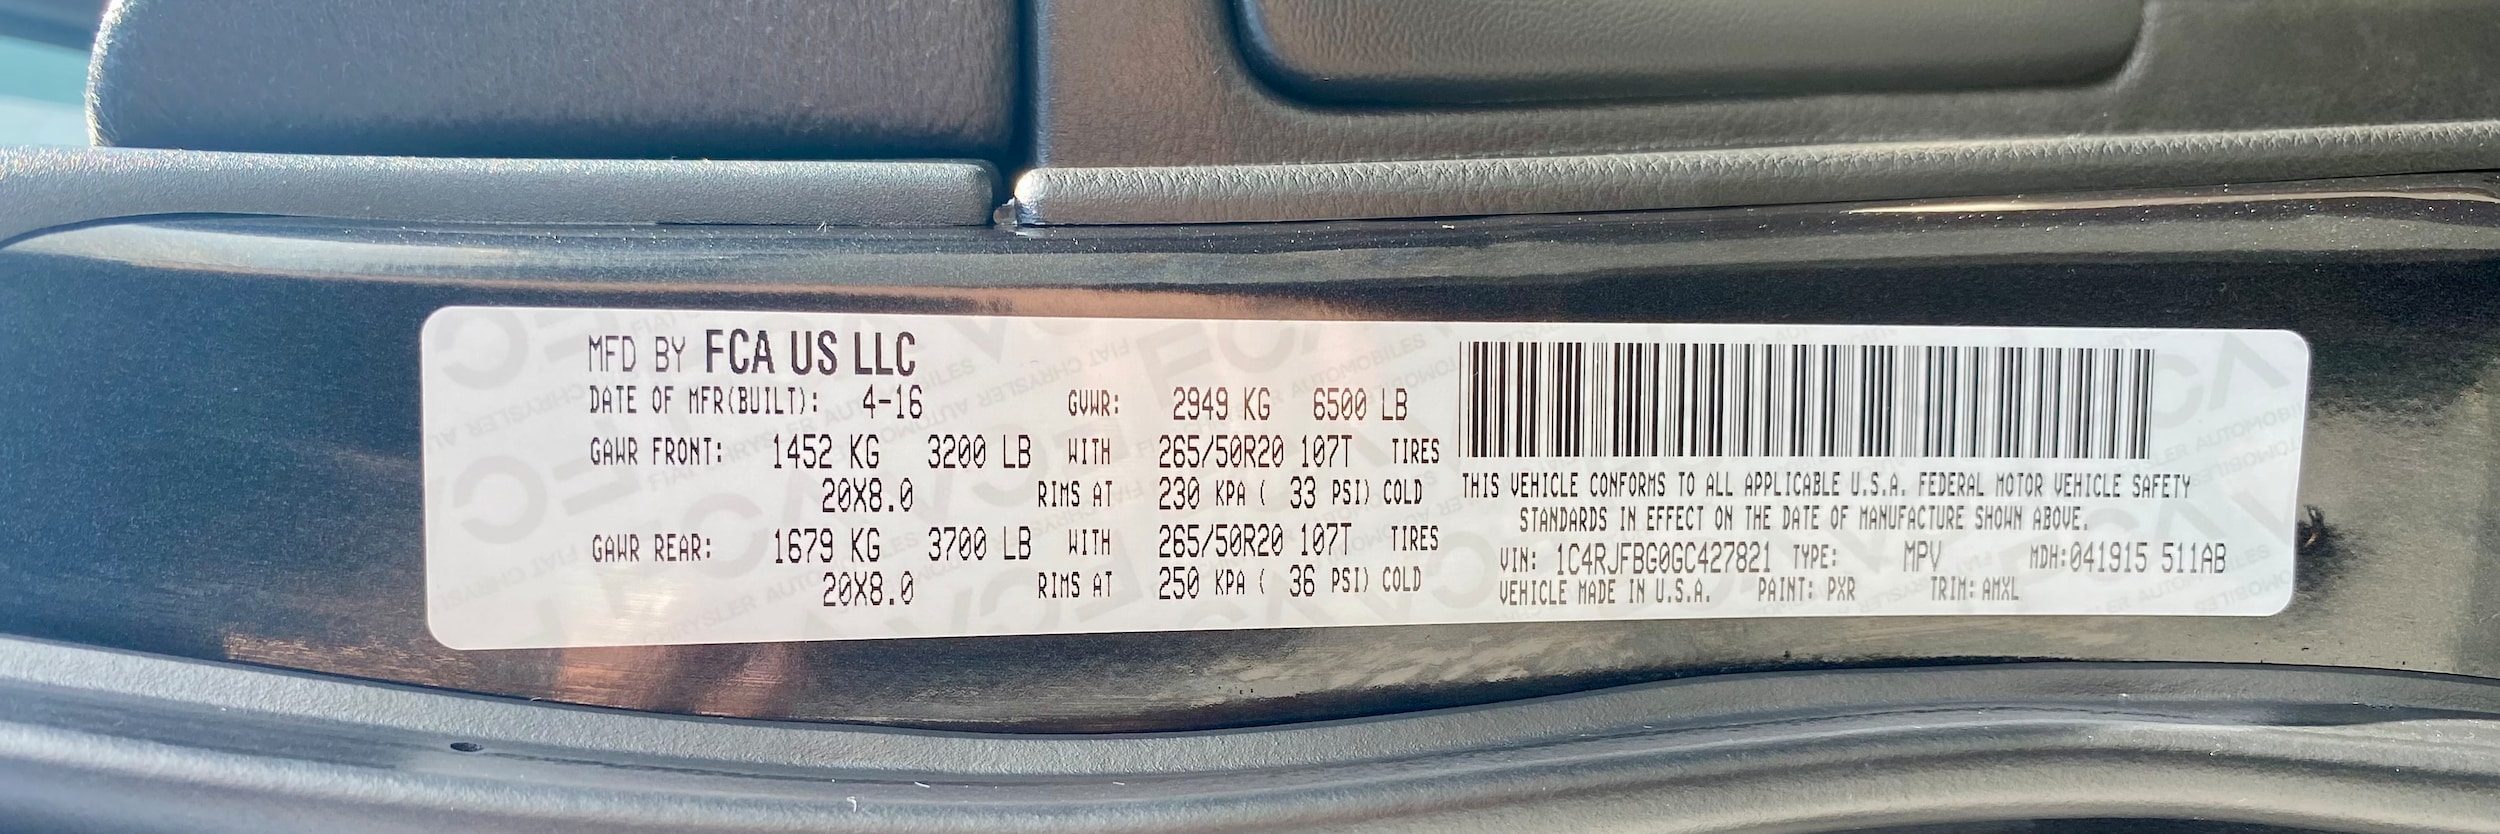 MFD BY FCA US LLC
DATE OF MFR(BUILT): 4-16 GVWR: 2949 KG 6500 LB
GAWR FRONT: 1452 KG 3200 LB WITH 265/50R20 107T TIRES
20X8.0 RIMS AT 230 KPA ( 33 PSI) COLD
GAWR REAR: 1679 KG 3700 LB WITH 265/50R20 107T TIRES
20X8.0 RIMS AT 250 KPA ( 36 PSI) COLD
THIS VEHICLE CONFORMS TO ALL APPLICABLE U.S.A. FEDERAL MOTOR VEHICLE SAFETY
STANDARDS IN EFFECT ON THE DATE OF MANUFACTURE SHOWN ABOVE.
VIN: 1C4RJFBG0GC427821 TYPE: MPV MDH:041915 511AB
VEHICLE MADE IN U.S.A. PAINT: PXR TRIM: AMXL